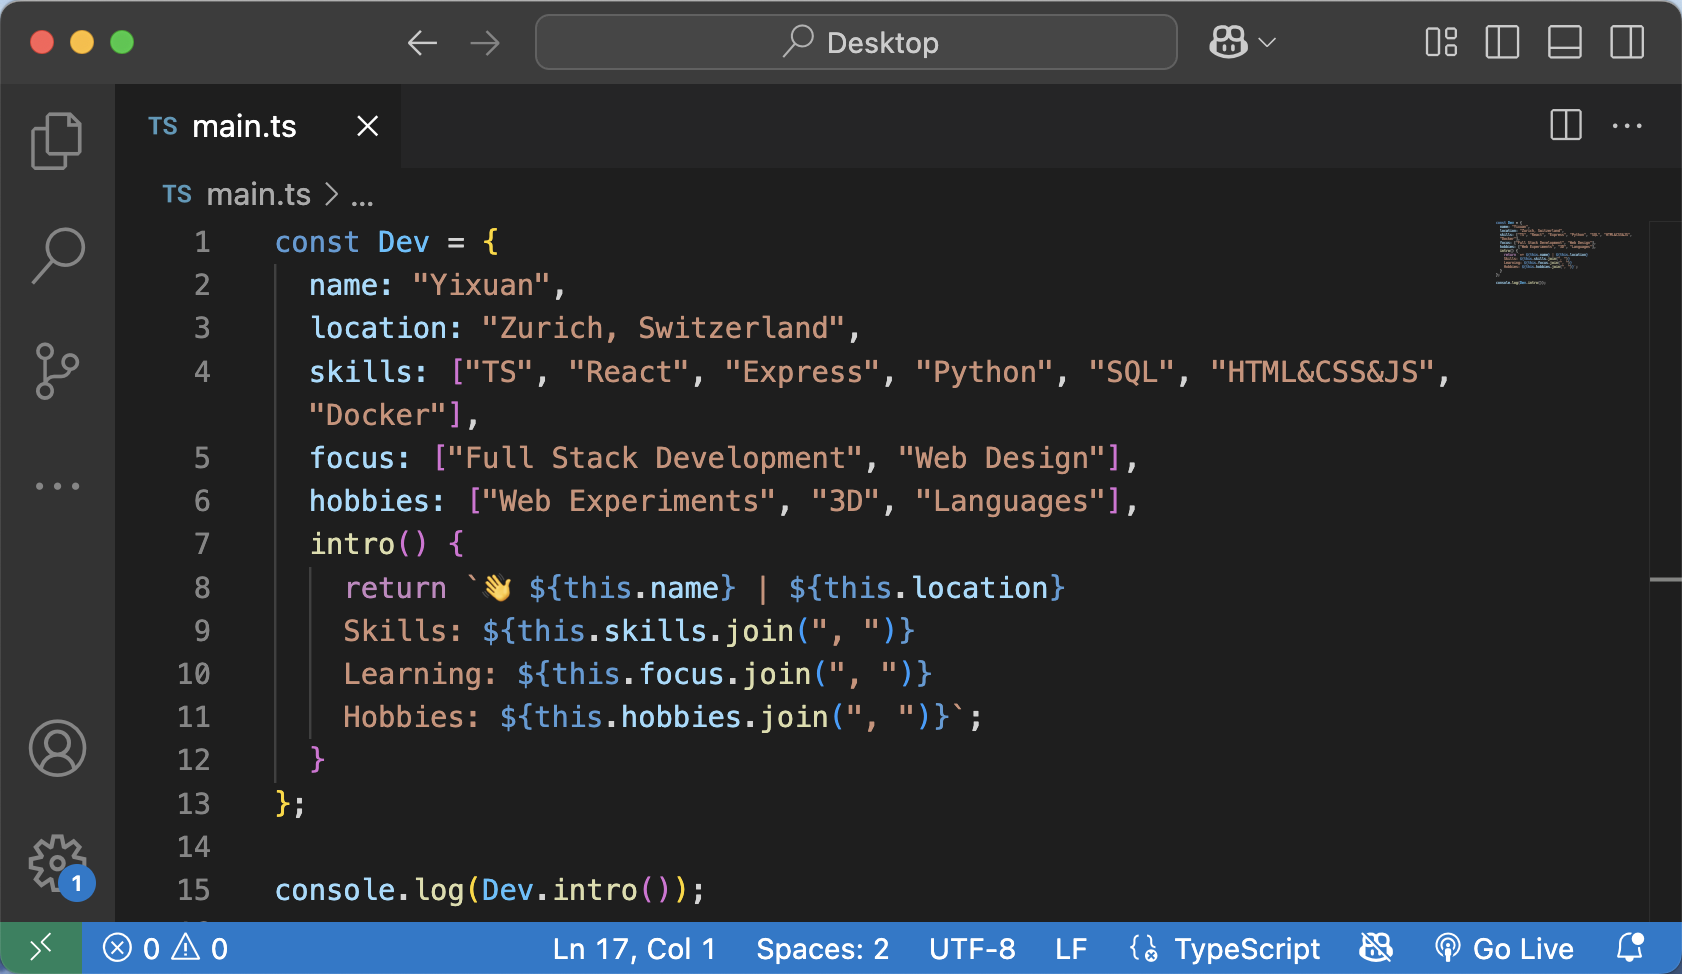 Desktop
TS main.ts
TS main.ts > ...
1 const Dev = {
2 name: "Yixuan",
3 location: "Zurich, Switzerland",
4 skills: ["TS", "React", "Express", "Python", "SQL", "HTML&CSS&JS",
"Docker"],
5 focus: ["Full Stack Development", "Web Design"],
6 hobbies: ["Web Experiments", "3D", "Languages"],
7 intro() {
8 return `👋 ${this.name} | ${this.location}
9 Skills: ${this.skills.join(", ")}
10 Learning: ${this.focus.join(", ")}
11 Hobbies: ${this.hobbies.join(", ")}`;
12 }
13 };
14
15 console.log(Dev.intro());
1
0 0 Ln 17, Col 1 Spaces: 2 UTF-8 LF TypeScript Go Live